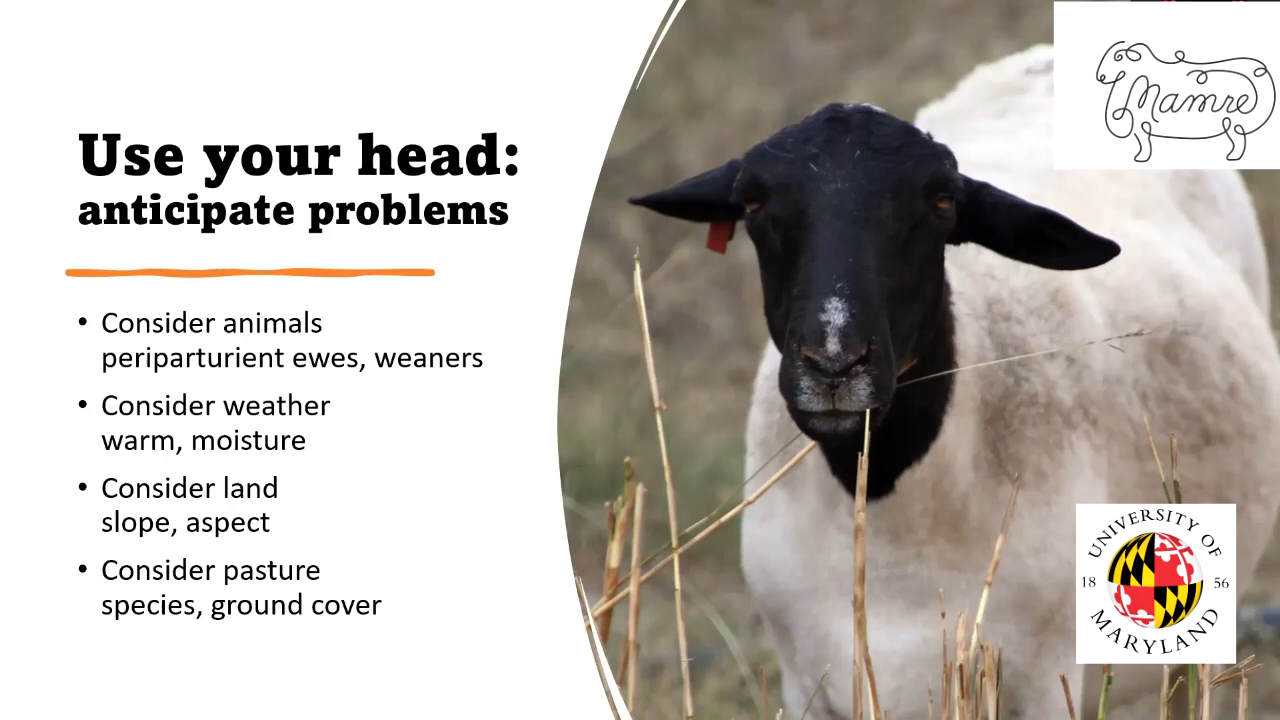 Use your head:
anticipate problems
• Consider animals
periparturient ewes, weaners
• Consider weather
warm, moisture
• Consider land
slope, aspect
• Consider pasture
species, ground cover
Mamre
UNIVERSITY OF
18 56
MARYLAND